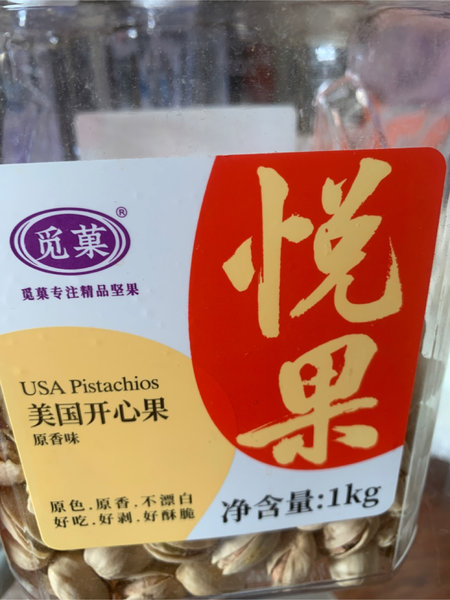 觅菓®
觅菓专注精品坚果
悦果
USA Pistachios
美国开心果
原香味
原色.原香.不漂白
好吃.好剥.好酥脆
净含量:1kg